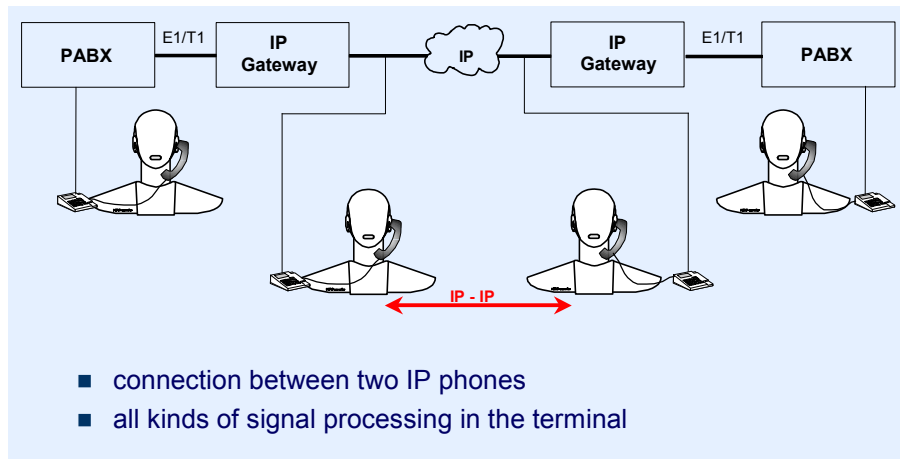 PABX
E1/T1
IP
Gateway
IP
IP
Gateway
E1/T1
PABX
IP - IP
connection between two IP phones
all kinds of signal processing in the terminal